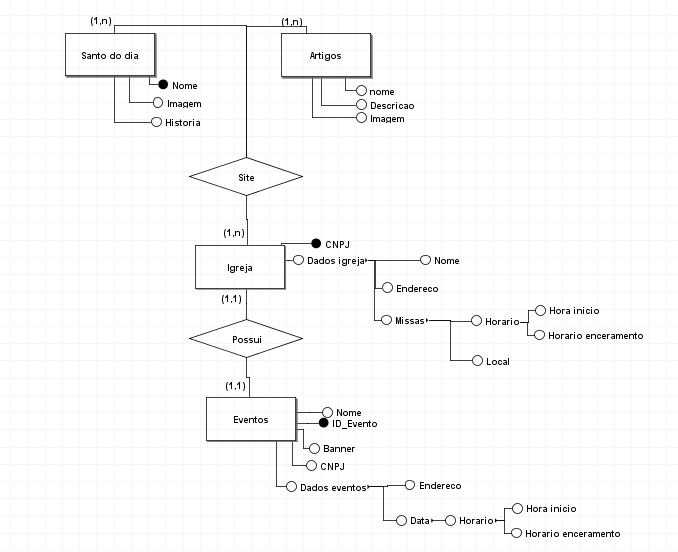 (1,n)
(1,n)
Santo do dia
Artigos
Nome
nome
Imagem
Descricao
Historia
Imagem
Site
(1,n)
CNPJ
Igreja
Dados igreja
Nome
Endereco
(1,1)
Missas
Horario
Hora inicio
Horario enceramento
Possui
Local
(1,1)
Eventos
Nome
ID_Evento
Banner
CNPJ
Dados eventos
Endereco
Data
Horario
Hora inicio
Horario enceramento